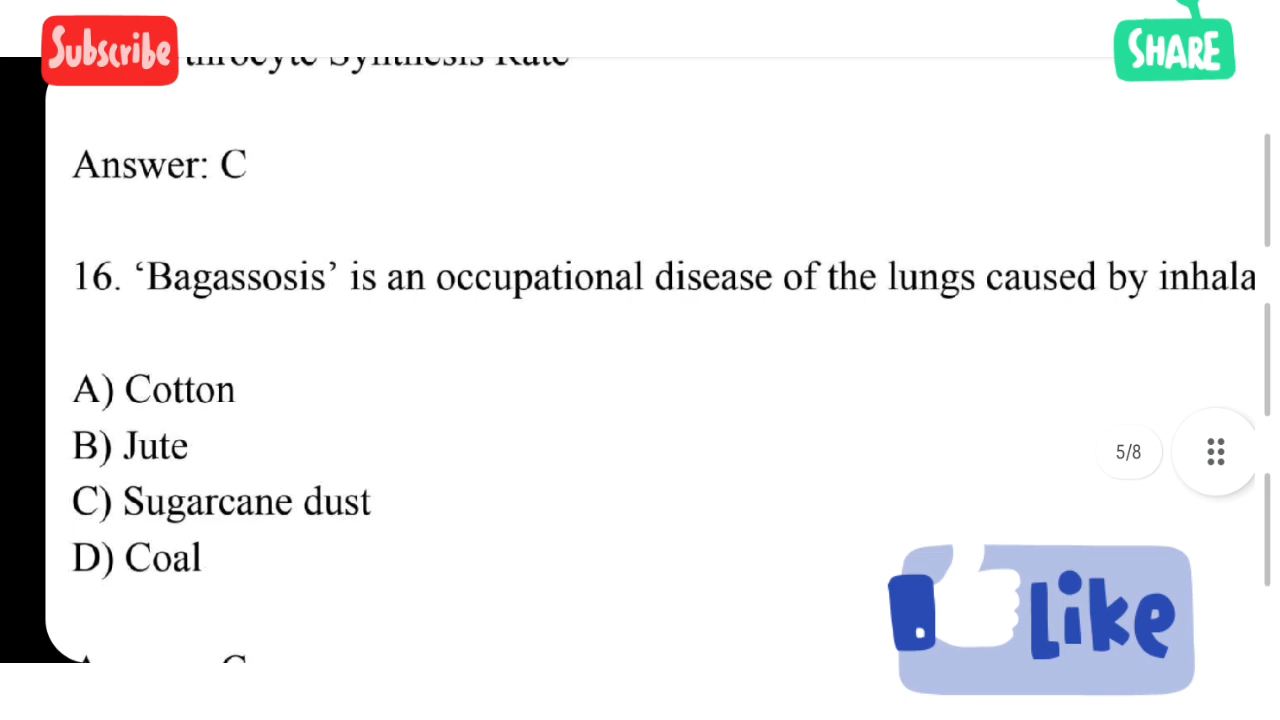 Subscribe
SHARE
Synthesis Rate
Answer: C
16. ‘Bagassosis’ is an occupational disease of the lungs caused by inhala
A) Cotton
B) Jute
C) Sugarcane dust
D) Coal
5/8
Like